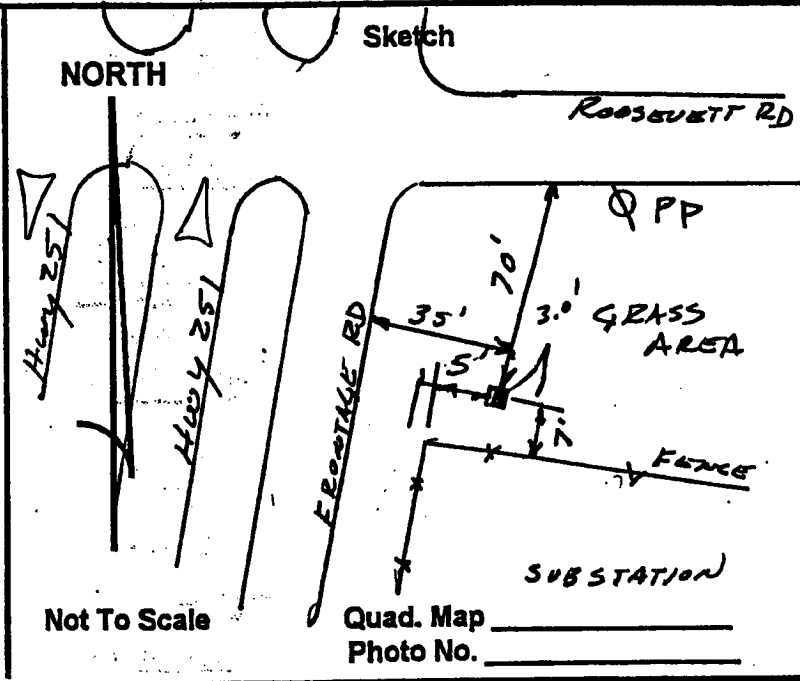 Sketch
NORTH
ROOSEVETT RD
PP
Hwy 251
Hwy 251
70'
35'
3.0'
GRASS
AREA
5'
FRONTAGE RD
7'
FENCE
SUBSTATION
Not To Scale
Quad. Map
Photo No.